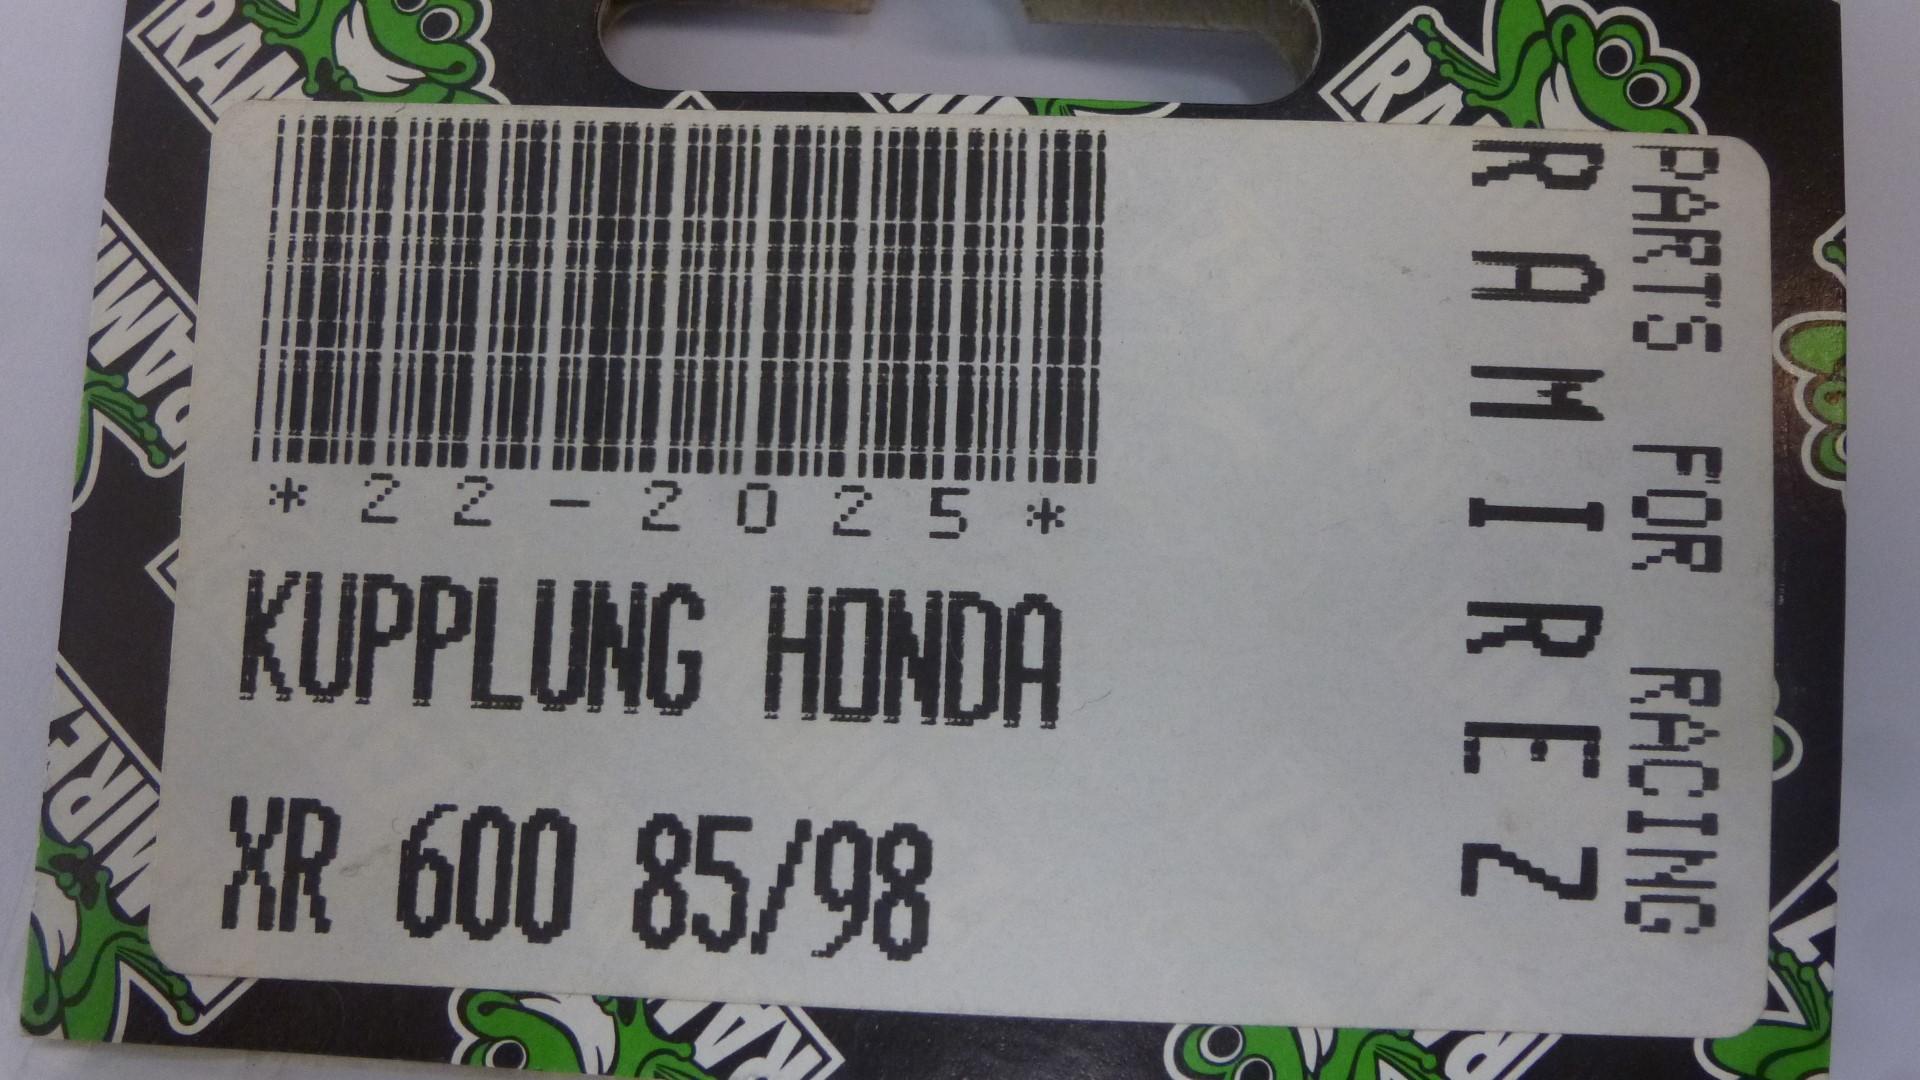 *22-2025*
KUPPLUNG HONDA
XR 600 85/98
PARTS FOR RACING
RAMIREZ